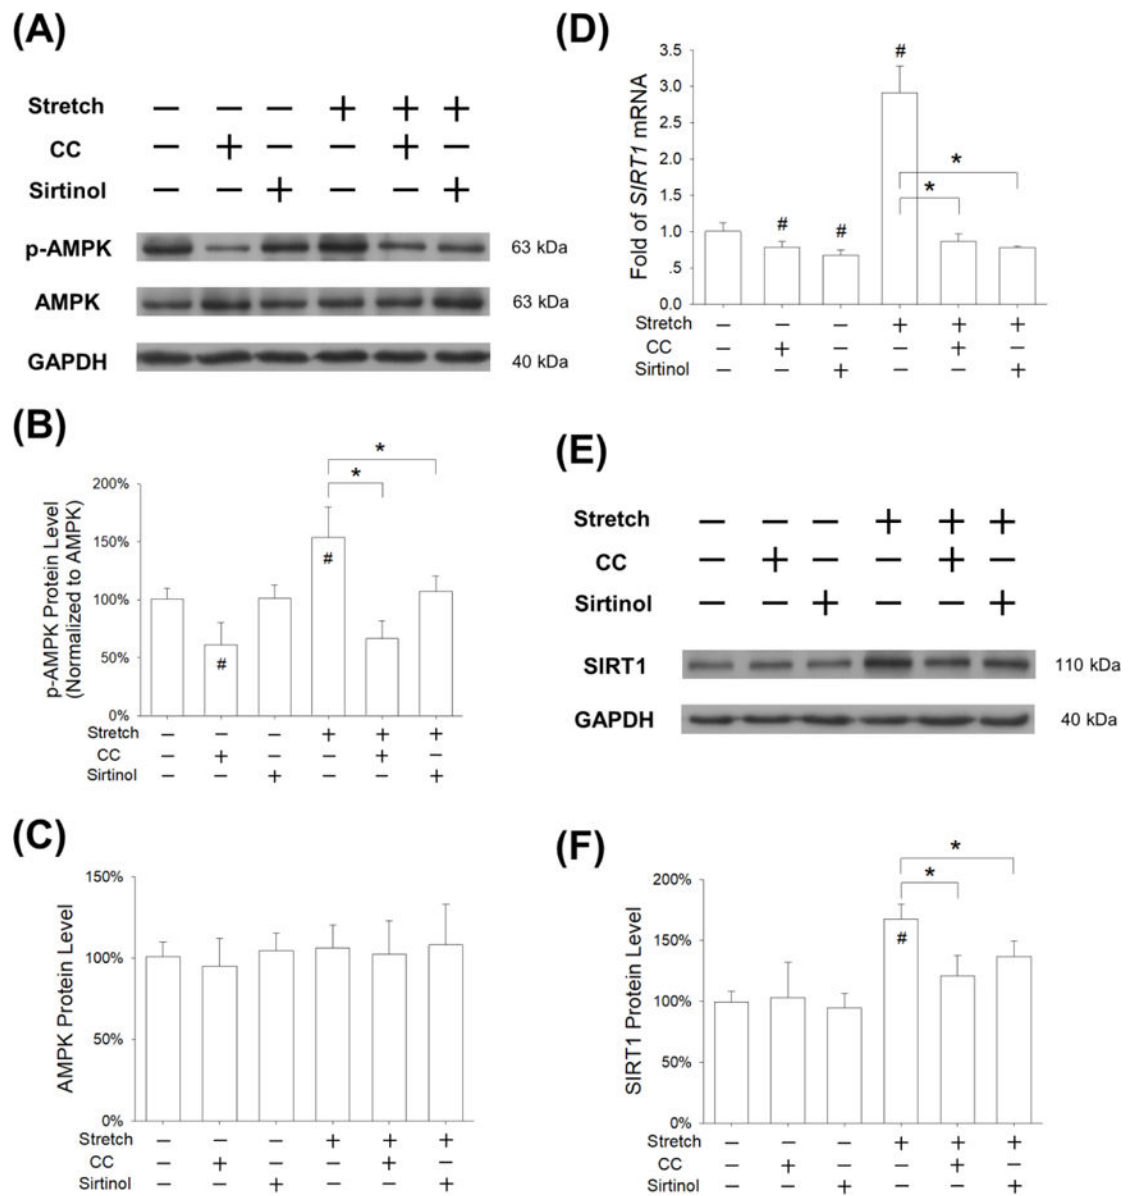 (A)
Stretch − − − + + +
CC − + − − + −
Sirtinol − − + − − +
p-AMPK 63 kDa
AMPK 63 kDa
GAPDH 40 kDa
(B)
* *
p-AMPK Protein Level
(Normalized to AMPK)
200%
150%
100%
50%
0%
# #
Stretch − − − + + +
CC − + − − + −
Sirtinol − − + − − +
(C)
AMPK Protein Level
150%
100%
50%
0%
Stretch − − − + + +
CC − + − − + −
Sirtinol − − + − − +
(D)
Fold of SIRT1 mRNA
3.5
3.0
2.5
2.0
1.5
1.0
.5
0.0
# # #
* *
Stretch − − − + + +
CC − + − − + −
Sirtinol − − + − − +
(E)
Stretch − − − + + +
CC − + − − + −
Sirtinol − − + − − +
SIRT1 110 kDa
GAPDH 40 kDa
(F)
* *
SIRT1 Protein Level
200%
150%
100%
50%
0%
#
Stretch − − − + + +
CC − + − − + −
Sirtinol − − + − − +